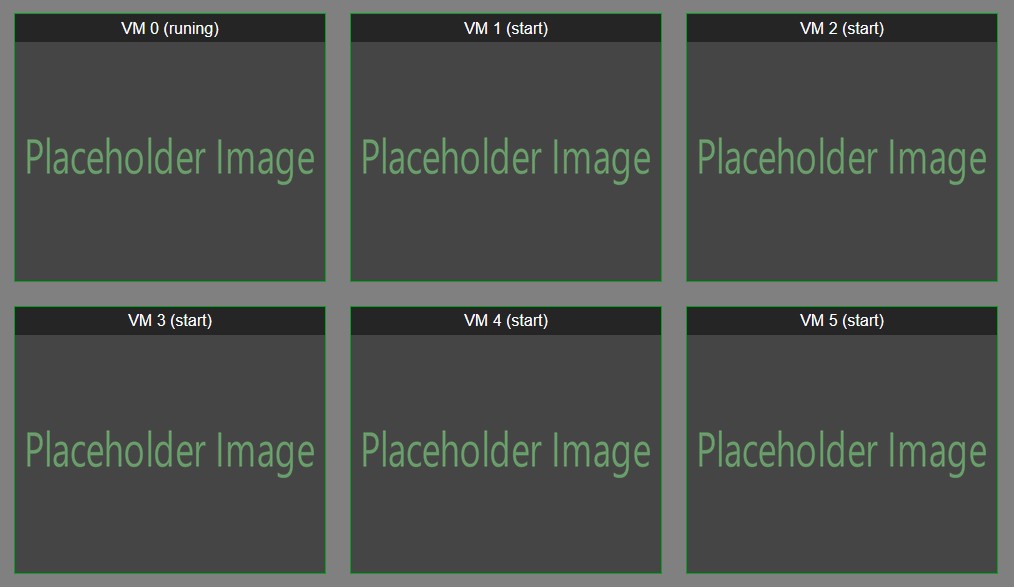 VM 0 (runing)
VM 1 (start)
VM 2 (start)
Placeholder Image
Placeholder Image
Placeholder Image
VM 3 (start)
VM 4 (start)
VM 5 (start)
Placeholder Image
Placeholder Image
Placeholder Image